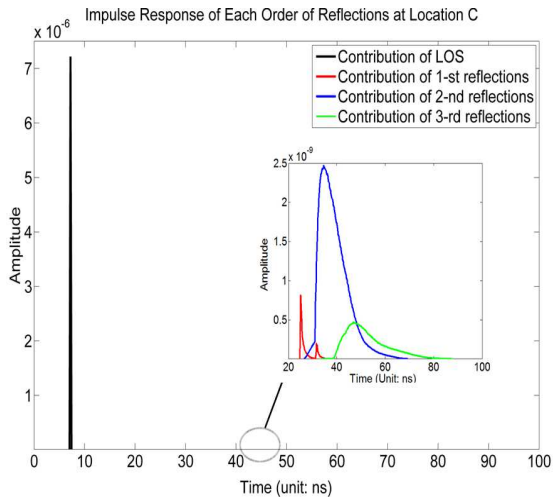 Impulse Response of Each Order of Reflections at Location C
x 10^-6
7
6
5
4
3
2
1
Amplitude
0 10 20 30 40 50 60 70 80 90 100
Time (unit: ns)
Contribution of LOS
Contribution of 1-st reflections
Contribution of 2-nd reflections
Contribution of 3-rd reflections
x 10^-9
2.5
2
1.5
1
0.5
0
Amplitude
20 40 60 80 100
Time (Unit: ns)